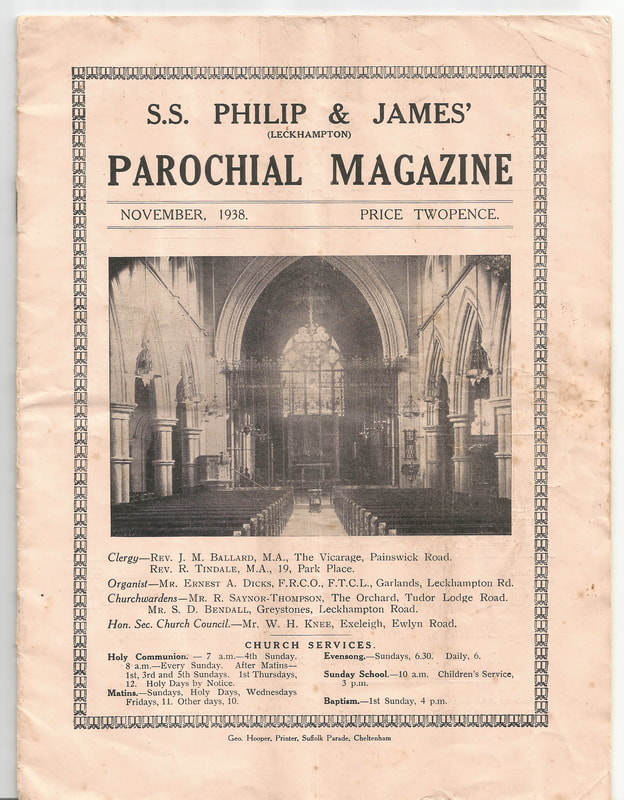 S.S. PHILIP & JAMES'
(LECKHAMPTON)
PAROCHIAL MAGAZINE
NOVEMBER, 1938. PRICE TWOPENCE.
Clergy—REV. J. M. BALLARD, M.A., The Vicarage, Painswick Road.
REV. R. TINDALE, M.A., 19, Park Place.
Organist—MR. ERNEST A. DICKS, F.R.C.O., F.T.C.L., Garlands, Leckhampton Rd.
Churchwardens—MR. R. SAYNOR-THOMPSON, The Orchard, Tudor Lodge Road.
MR. S. D. BENDALL, Greystones, Leckhampton Road.
Hon. Sec. Church Council.—Mr. W. H. KNEE, Exeleigh, Ewlyn Road.
CHURCH SERVICES.
Holy Communion. — 7 a.m.—4th Sunday.
8 a.m.—Every Sunday. After Matins—
1st, 3rd and 5th Sundays. 1st Thursdays,
12. Holy Days by Notice.
Matins.—Sundays, Holy Days, Wednesdays
Fridays, 11. Other days, 10.
Evensong.—Sundays, 6.30. Daily, 6.
Sunday School.—10 a.m. Children's Service,
3 p.m.
Baptism.—1st Sunday, 4 p.m.
Geo. Hooper, Printer, Suffolk Parade, Cheltenham